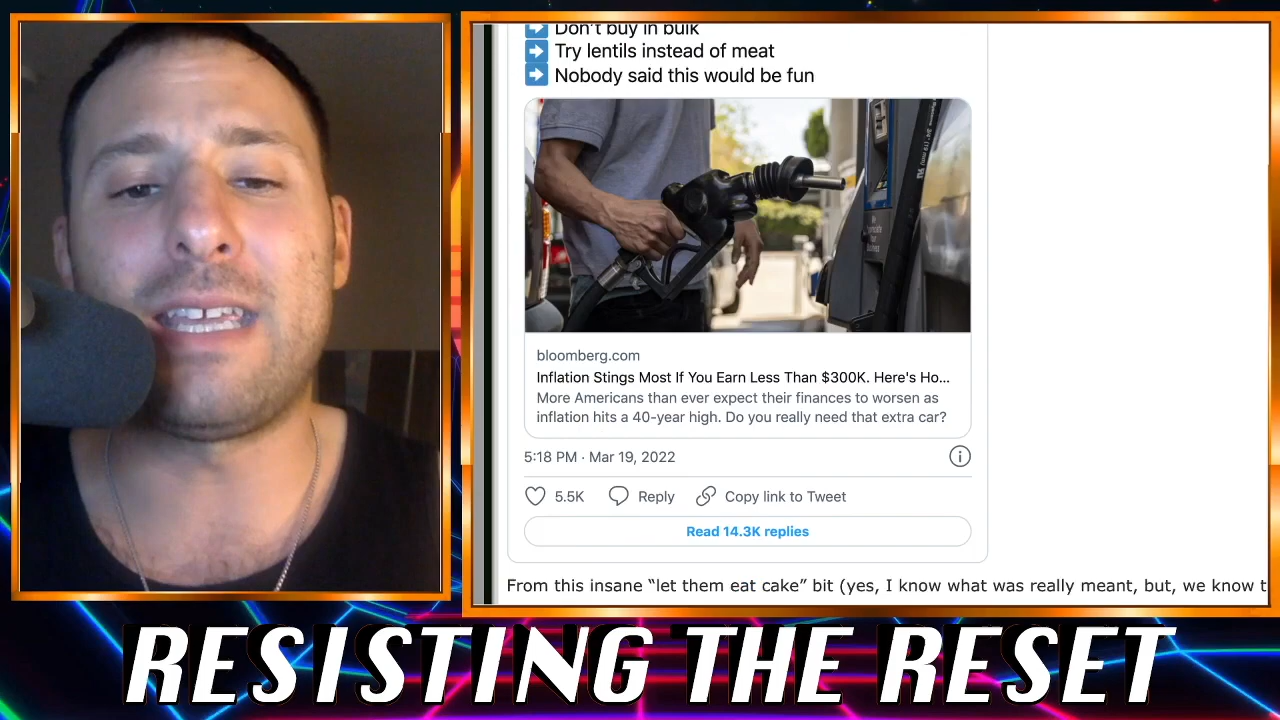 Don't buy in bulk
Try lentils instead of meat
Nobody said this would be fun
bloomberg.com
Inflation Stings Most If You Earn Less Than $300K. Here's Ho...
More Americans than ever expect their finances to worsen as
inflation hits a 40-year high. Do you really need that extra car?
5:18 PM · Mar 19, 2022
5.5K Reply Copy link to Tweet
Read 14.3K replies
From this insane “let them eat cake” bit (yes, I know what was really meant, but, we know t
RESISTING THE RESET